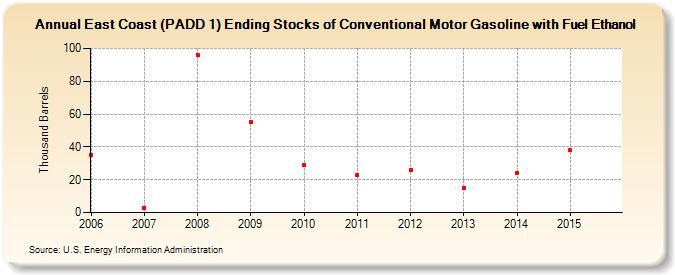 Annual East Coast (PADD 1) Ending Stocks of Conventional Motor Gasoline with Fuel Ethanol
Thousand Barrels
100
80
60
40
20
0
2006 2007 2008 2009 2010 2011 2012 2013 2014 2015
Source: U.S. Energy Information Administration